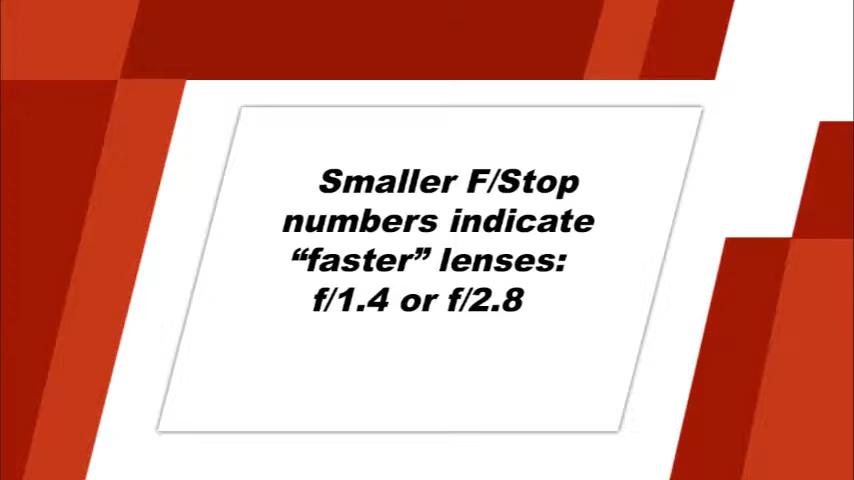 Smaller F/Stop
numbers indicate
“faster” lenses:
f/1.4 or f/2.8